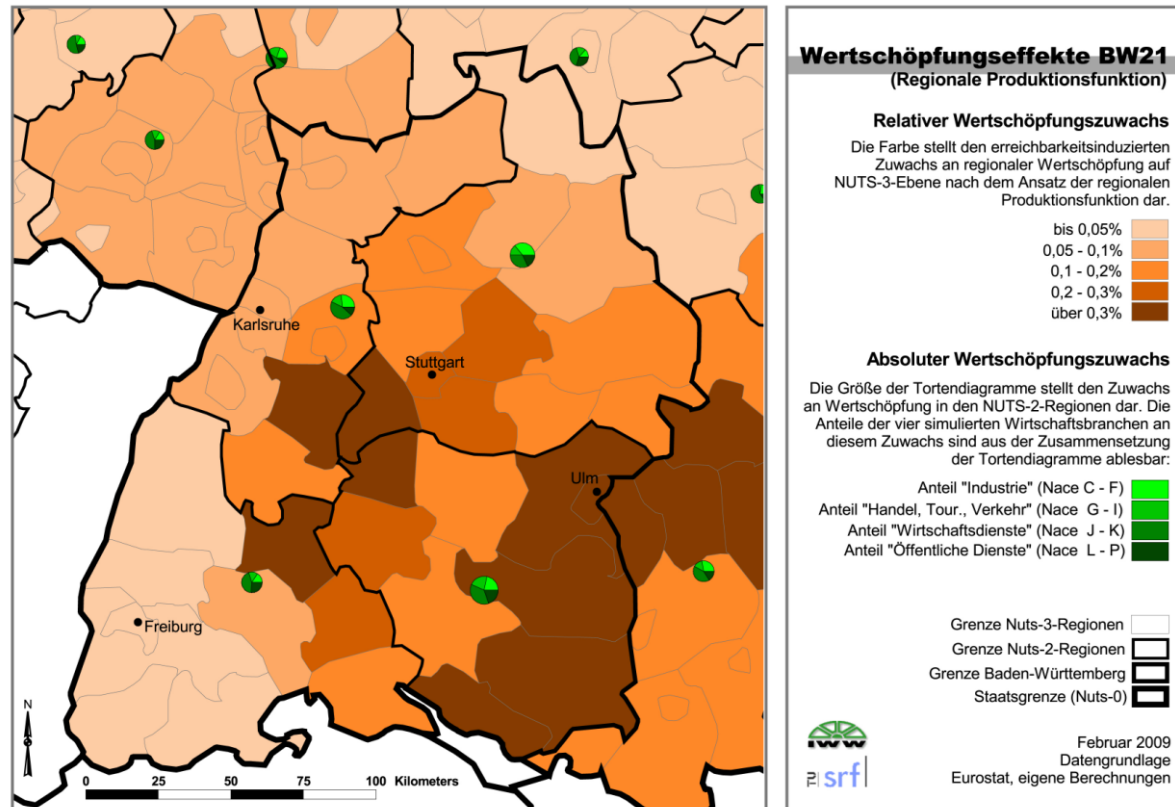 Karlsruhe
Stuttgart
Ulm
Freiburg
N
0 25 50 75 100 Kilometers
Wertschöpfungseffekte BW21
(Regionale Produktionsfunktion)
Relativer Wertschöpfungszuwachs
Die Farbe stellt den erreichbarkeitsinduzierten
Zuwachs an regionaler Wertschöpfung auf
NUTS-3-Ebene nach dem Ansatz der regionalen
Produktionsfunktion dar.
bis 0,05%
0,05 - 0,1%
0,1 - 0,2%
0,2 - 0,3%
über 0,3%
Absoluter Wertschöpfungszuwachs
Die Größe der Tortendiagramme stellt den Zuwachs
an Wertschöpfung in den NUTS-2-Regionen dar. Die
Anteile der vier simulierten Wirtschaftsbranchen an
diesem Zuwachs sind aus der Zusammensetzung
der Tortendiagramme ablesbar:
Anteil "Industrie" (Nace C - F)
Anteil "Handel, Tour., Verkehr" (Nace G - I)
Anteil "Wirtschaftsdienste" (Nace J - K)
Anteil "Öffentliche Dienste" (Nace L - P)
Grenze Nuts-3-Regionen
Grenze Nuts-2-Regionen
Grenze Baden-Württemberg
Staatsgrenze (Nuts-0)
IWW
srf
Februar 2009
Datengrundlage
Eurostat, eigene Berechnungen